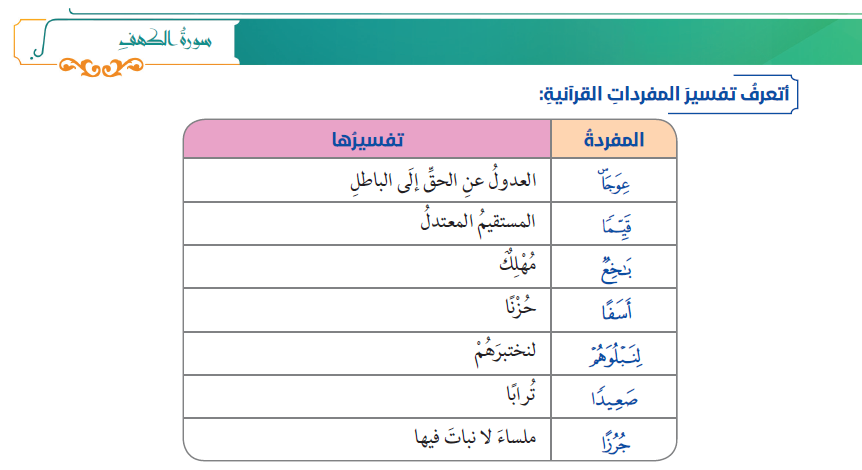 سورةُ الكهفِ
أتعرفُ تفسيرَ المفرداتِ القرآنيةِ:
المفردةُ تفسيرُها
عِوَجَاۜ العدولُ عنِ الحقِّ إلَى الباطلِ
قَيِّمٗا المستقيمُ المعتدلُ
بَٰخِعٞ مُهْلِكٌ
أَسَفًا حُزْنًا
لِنَبۡلُوَهُمۡ لنختبرَهُمْ
صَعِيدٗا تُرابًا
جُرُزًا ملساءَ لا نباتَ فيها